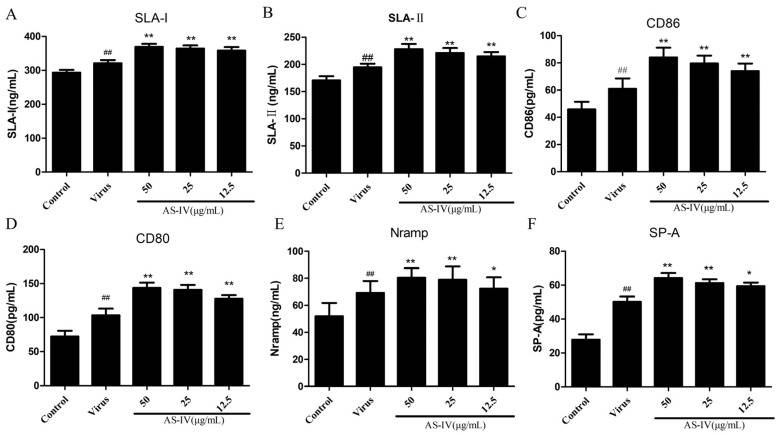 A
SLA-I
SLA-I(ng/mL)
400
300
200
100
0
##
**
**
**
Control
Virus
50
25
12.5
AS-IV(μg/mL)
B
SLA-Ⅱ
SLA-Ⅱ (ng/mL)
250
200
150
100
50
0
##
**
**
**
Control
Virus
50
25
12.5
AS-IV(μg/mL)
C
CD86
CD86(pg/mL)
100
80
60
40
20
0
##
**
**
**
Control
Virus
50
25
12.5
AS-IV(μg/mL)
D
CD80
CD80(pg/mL)
200
150
100
50
0
##
**
**
**
Control
Virus
50
25
12.5
AS-IV(μg/mL)
E
Nramp
Nramp(ng/mL)
100
80
60
40
20
0
##
**
**
*
Control
Virus
50
25
12.5
AS-IV(μg/mL)
F
SP-A
SP-A(pg/mL)
80
60
40
20
0
##
**
**
*
Control
Virus
50
25
12.5
AS-IV(μg/mL)